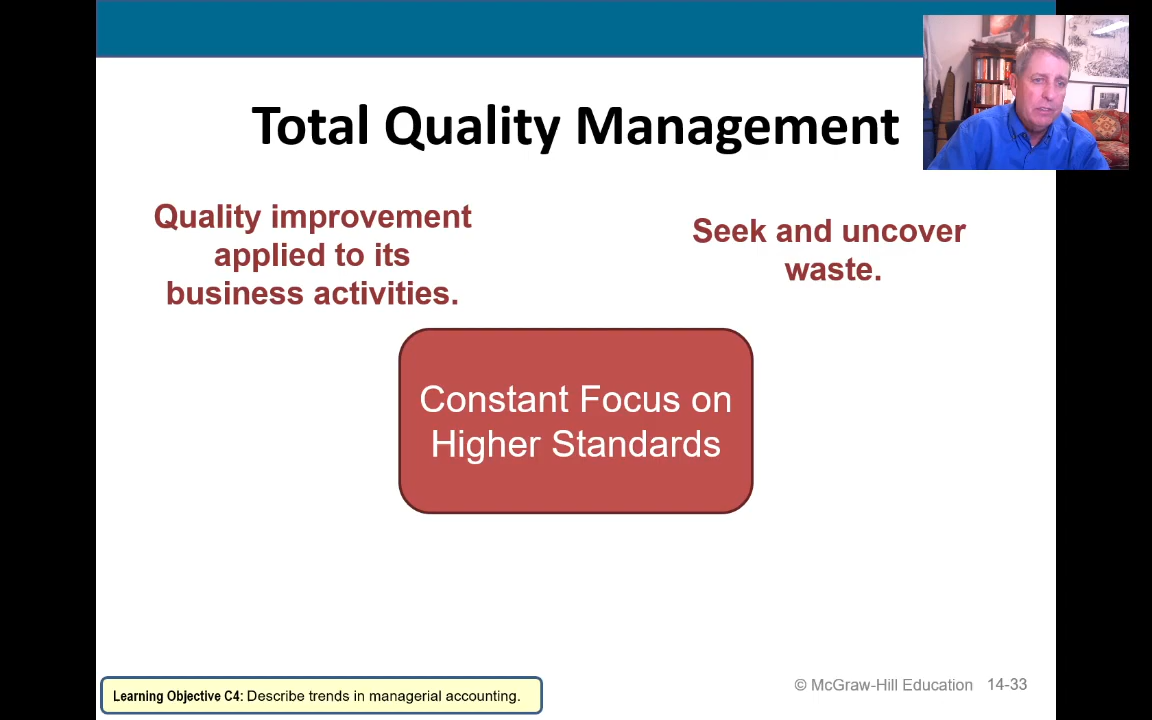 Total Quality Management
Quality improvement
applied to its
business activities.
Seek and uncover
waste.
Constant Focus on
Higher Standards
Learning Objective C4: Describe trends in managerial accounting.
© McGraw-Hill Education 14-33